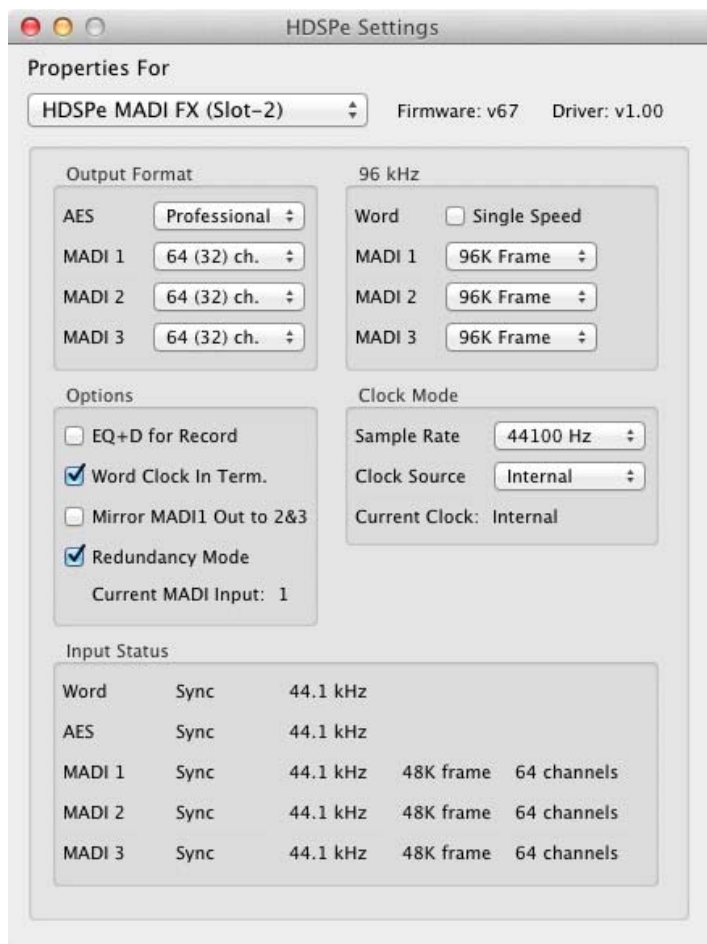 HDSPe Settings
Properties For
HDSPe MADI FX (Slot-2) Firmware: v67 Driver: v1.00
Output Format
AES Professional
MADI 1 64 (32) ch.
MADI 2 64 (32) ch.
MADI 3 64 (32) ch.
96 kHz
Word Single Speed
MADI 1 96K Frame
MADI 2 96K Frame
MADI 3 96K Frame
Options
EQ+D for Record
Word Clock In Term.
Mirror MADI1 Out to 2&3
Redundancy Mode
Current MADI Input: 1
Clock Mode
Sample Rate 44100 Hz
Clock Source Internal
Current Clock: Internal
Input Status
Word Sync 44.1 kHz
AES Sync 44.1 kHz
MADI 1 Sync 44.1 kHz 48K frame 64 channels
MADI 2 Sync 44.1 kHz 48K frame 64 channels
MADI 3 Sync 44.1 kHz 48K frame 64 channels